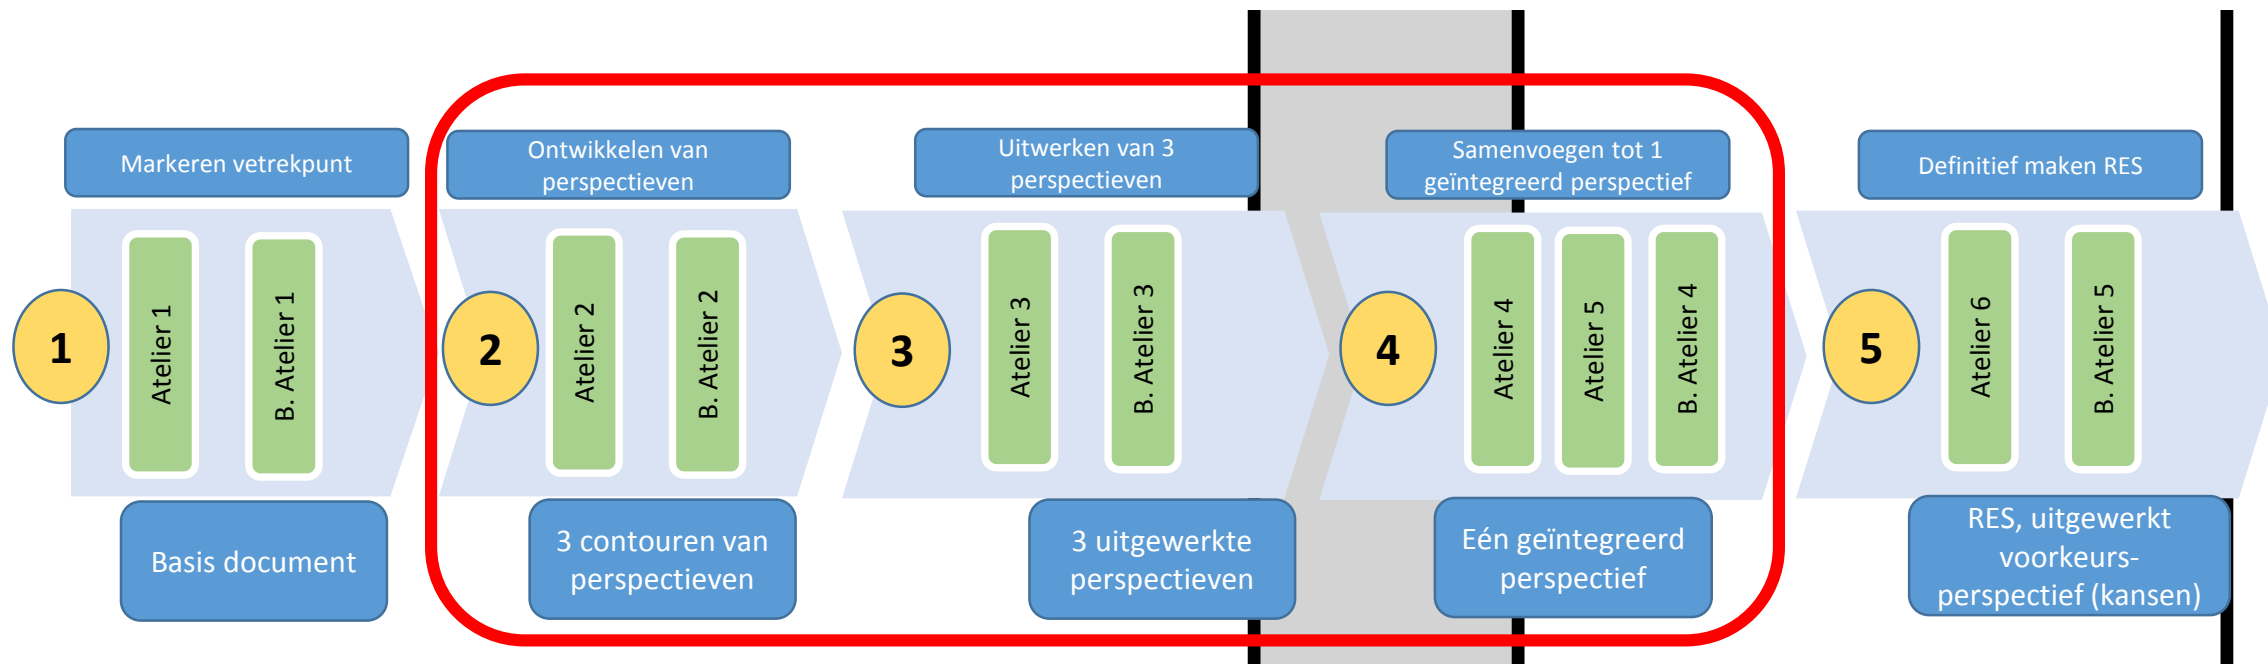 Markeren vetrekpunt
Ontwikkelen van
perspectieven
Uitwerken van 3
perspectieven
Samenvoegen tot 1
geïntegreerd perspectief
Definitief maken RES
1
Atelier 1
B. Atelier 1
2
Atelier 2
B. Atelier 2
3
Atelier 3
B. Atelier 3
4
Atelier 4
Atelier 5
B. Atelier 4
5
Atelier 6
B. Atelier 5
Basis document
3 contouren van
perspectieven
3 uitgewerkte
perspectieven
Eén geïntegreerd
perspectief
RES, uitgewerkt
voorkeurs-
perspectief (kansen)